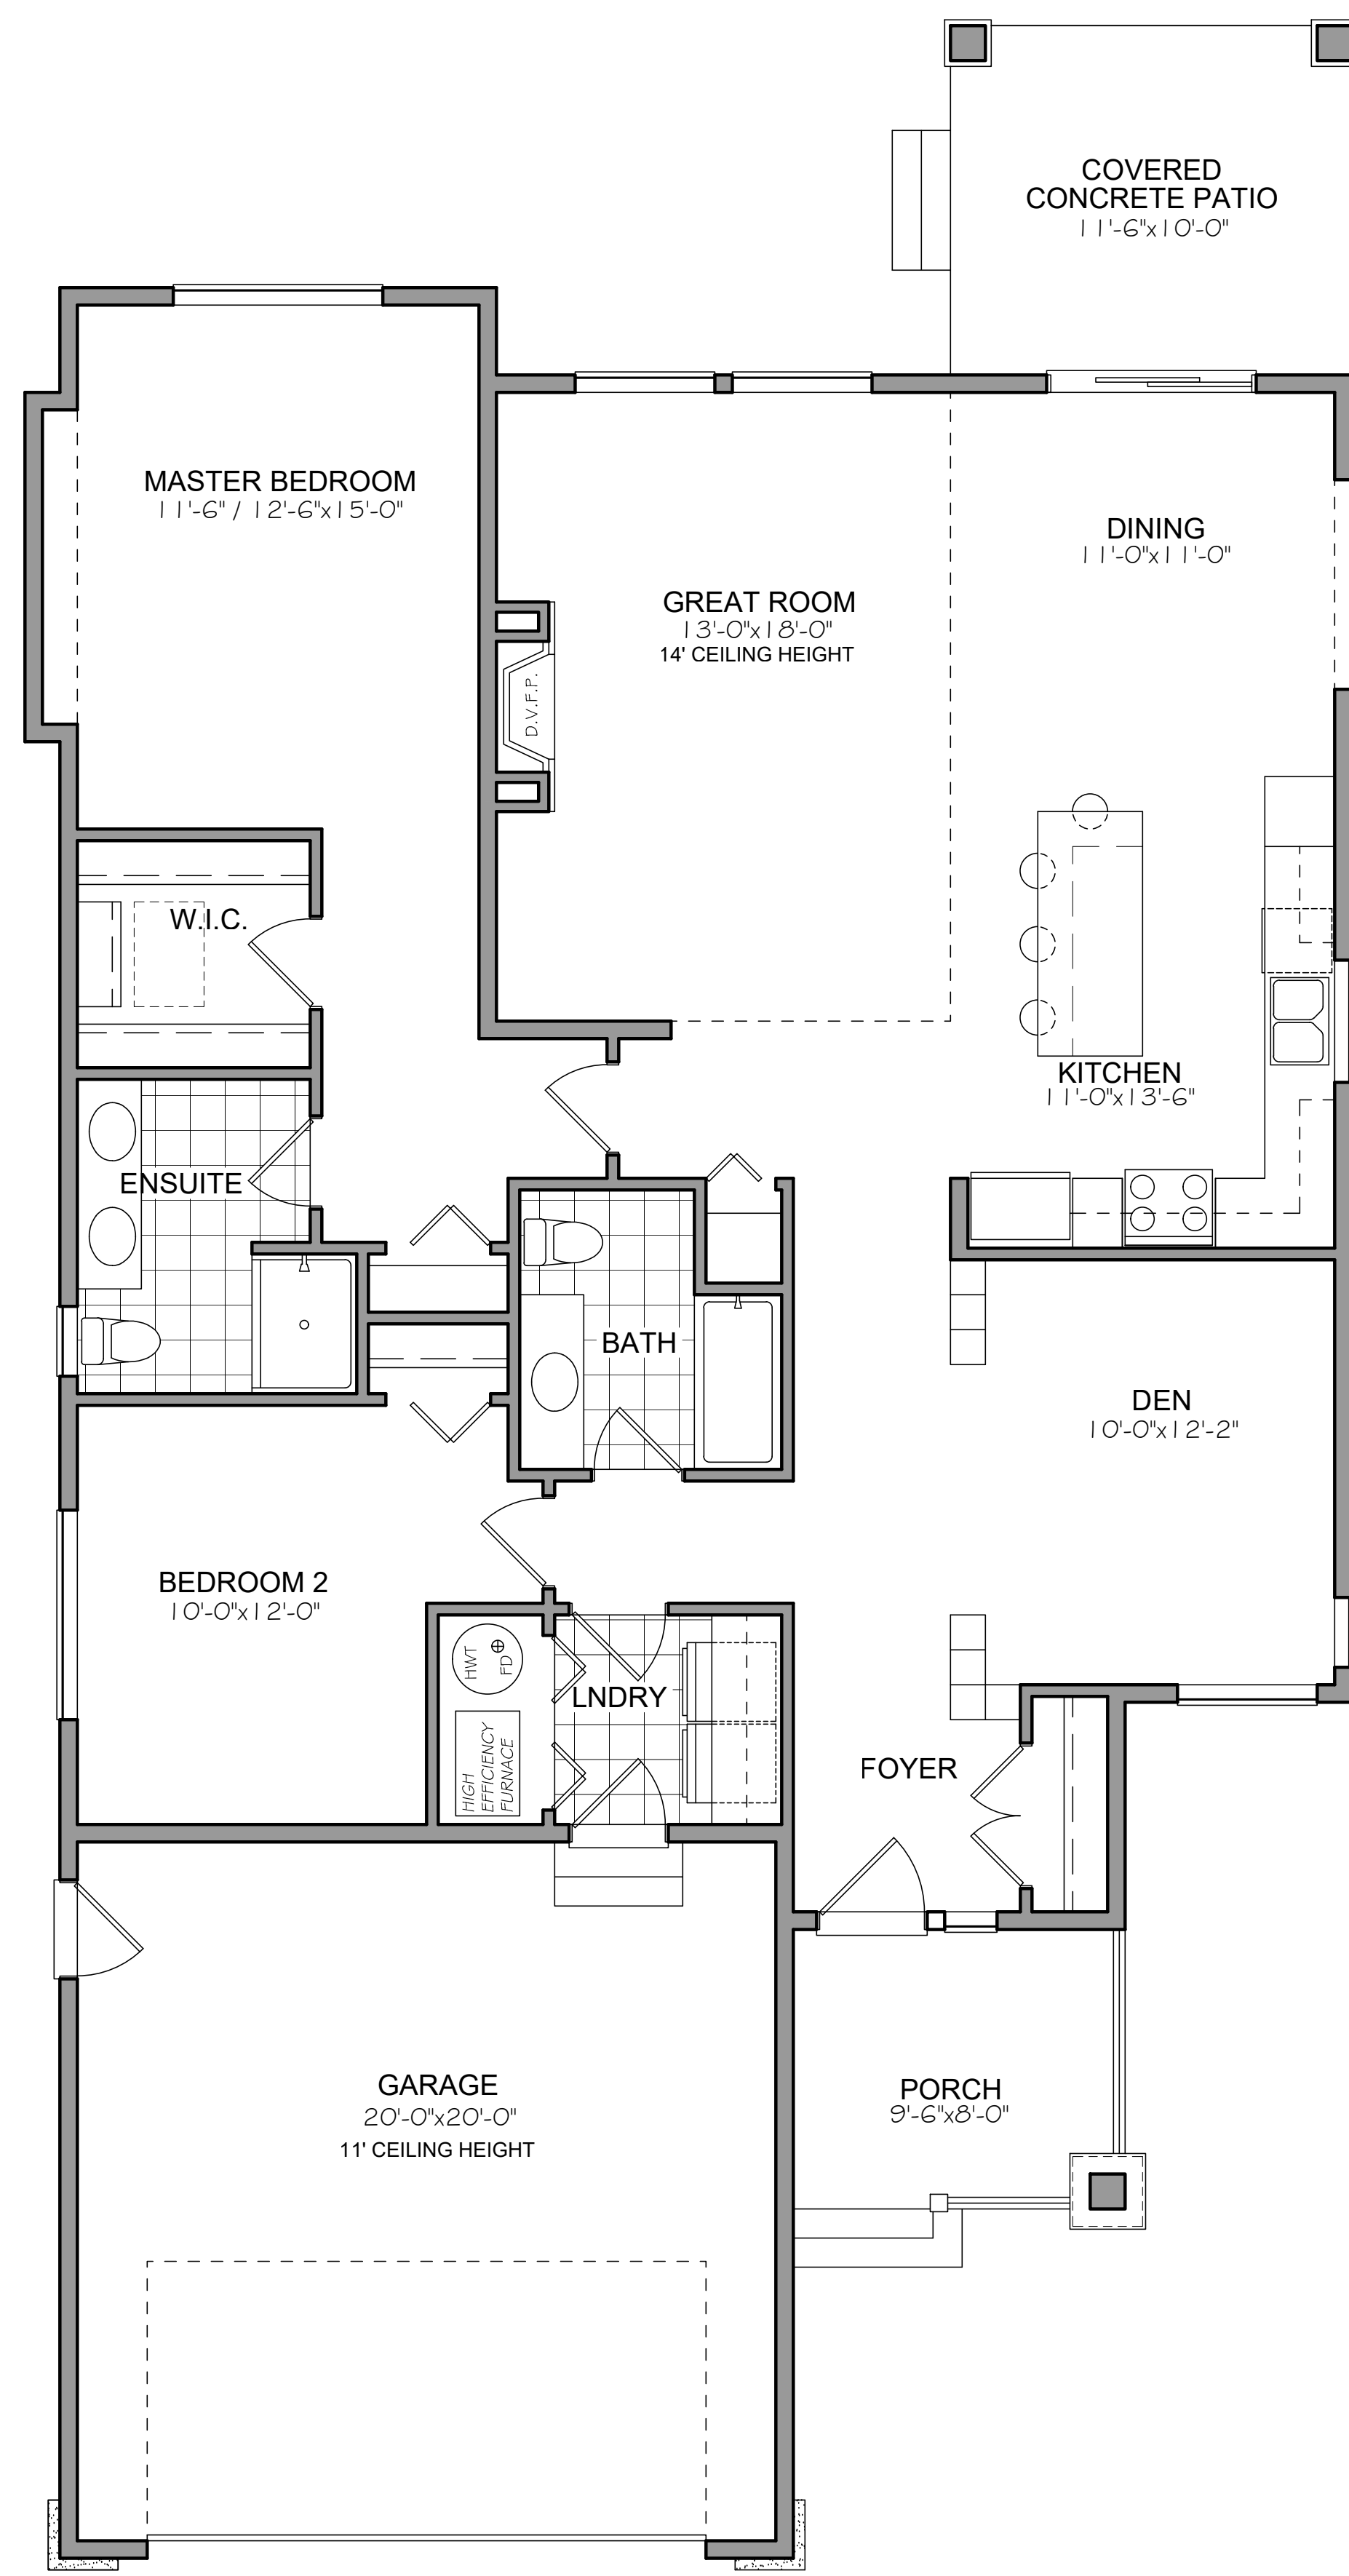 COVERED
CONCRETE PATIO
11'-6"x10'-0"
MASTER BEDROOM
11'-6" / 12'-6"x15'-0"
DINING
11'-0"x11'-0"
GREAT ROOM
13'-0"x18'-0"
14' CEILING HEIGHT
D.V.F.P.
W.I.C.
KITCHEN
11'-0"x13'-6"
ENSUITE
BATH
DEN
10'-0"x12'-2"
BEDROOM 2
10'-0"x12'-0"
HWT
FD
LNDRY
HIGH
EFFICIENCY
FURNACE
FOYER
GARAGE
20'-0"x20'-0"
11' CEILING HEIGHT
PORCH
9'-6"x8'-0"